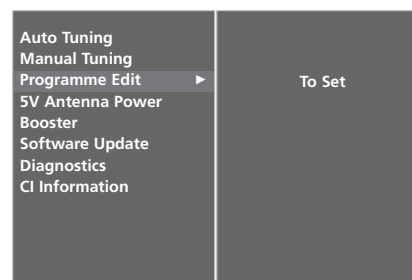 Auto Tuning
Manual Tuning
Programme Edit ►
To Set
5V Antenna Power
Booster
Software Update
Diagnostics
CI Information